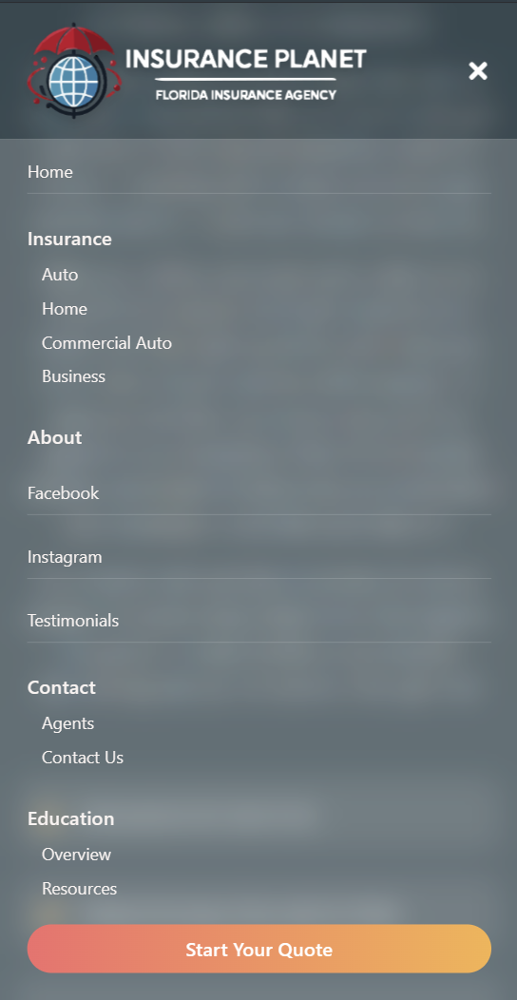 INSURANCE PLANET
FLORIDA INSURANCE AGENCY
Home
Insurance
Auto
Home
Commercial Auto
Business
About
Facebook
Instagram
Testimonials
Contact
Agents
Contact Us
Education
Overview
Resources
Start Your Quote